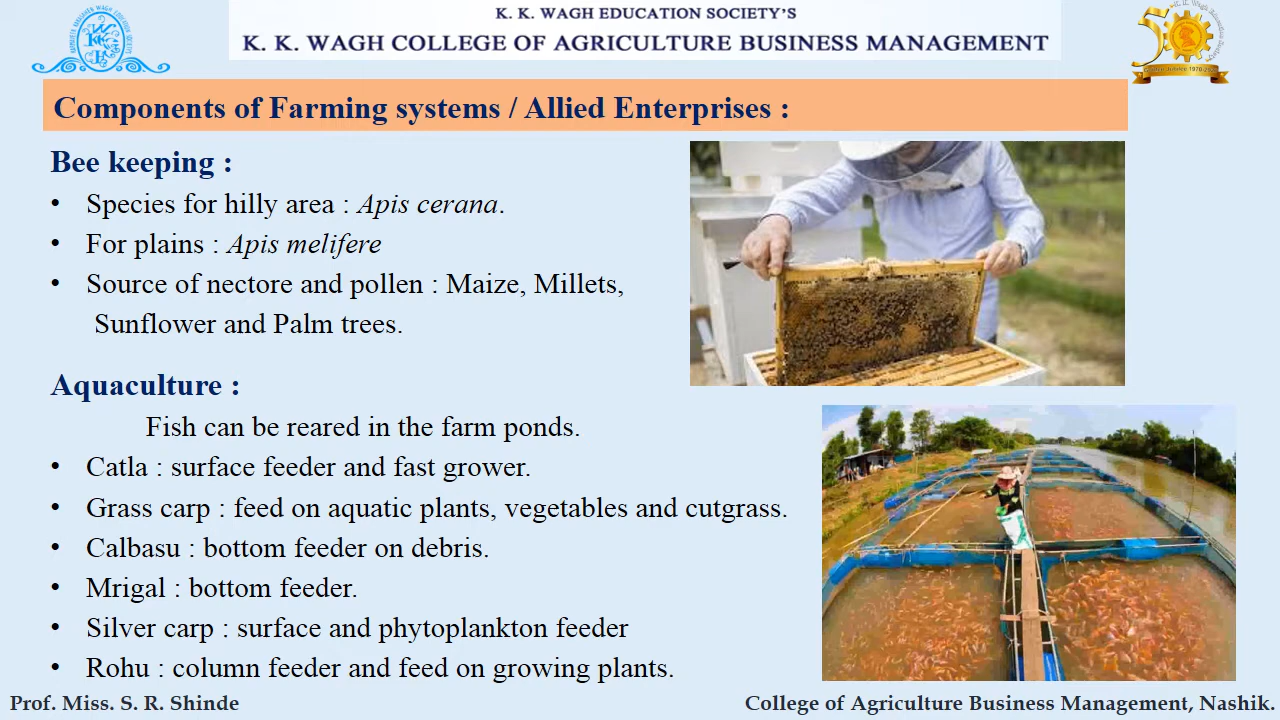 K. K. WAGH EDUCATION SOCIETY'S
K. K. WAGH COLLEGE OF AGRICULTURE BUSINESS MANAGEMENT
Components of Farming systems / Allied Enterprises :
Bee keeping :
• Species for hilly area : Apis cerana.
• For plains : Apis melifere
• Source of nectore and pollen : Maize, Millets,
Sunflower and Palm trees.
Aquaculture :
Fish can be reared in the farm ponds.
• Catla : surface feeder and fast grower.
• Grass carp : feed on aquatic plants, vegetables and cutgrass.
• Calbasu : bottom feeder on debris.
• Mrigal : bottom feeder.
• Silver carp : surface and phytoplankton feeder
• Rohu : column feeder and feed on growing plants.
Prof. Miss. S. R. Shinde
College of Agriculture Business Management, Nashik.